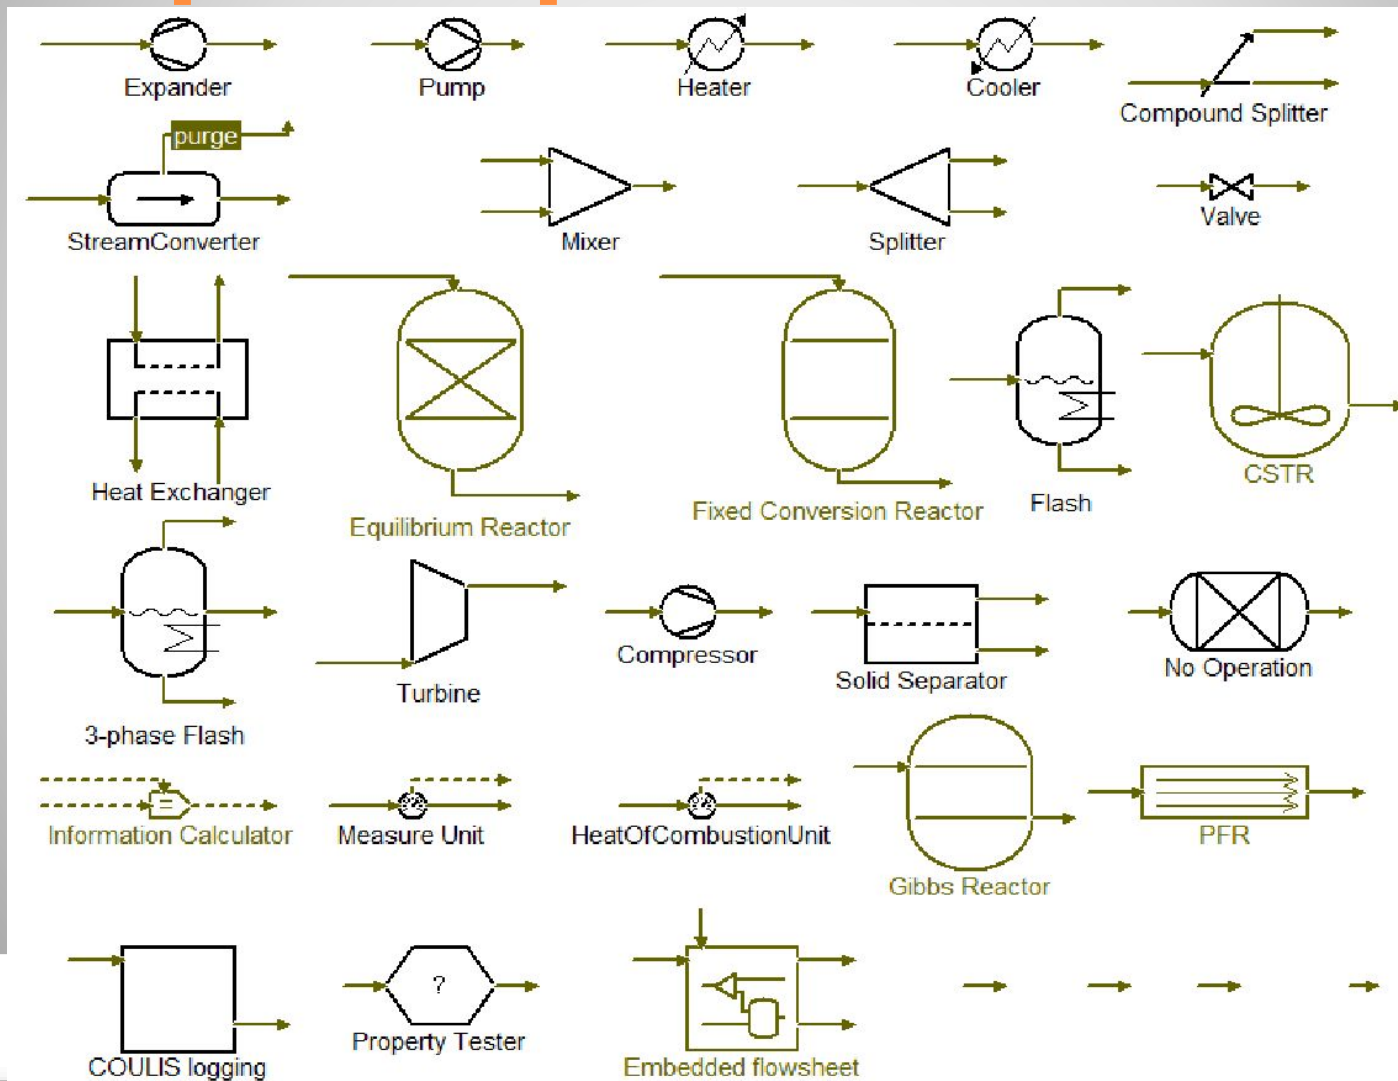 Expander
Pump
Heater
Cooler
Compound Splitter
purge
StreamConverter
Mixer
Splitter
Valve
Heat Exchanger
Equilibrium Reactor
Fixed Conversion Reactor
Flash
CSTR
3-phase Flash
Turbine
Compressor
Solid Separator
No Operation
=
Information Calculator
Measure Unit
HeatOfCombustionUnit
Gibbs Reactor
PFR
COULIS logging
?
Property Tester
Embedded flowsheet